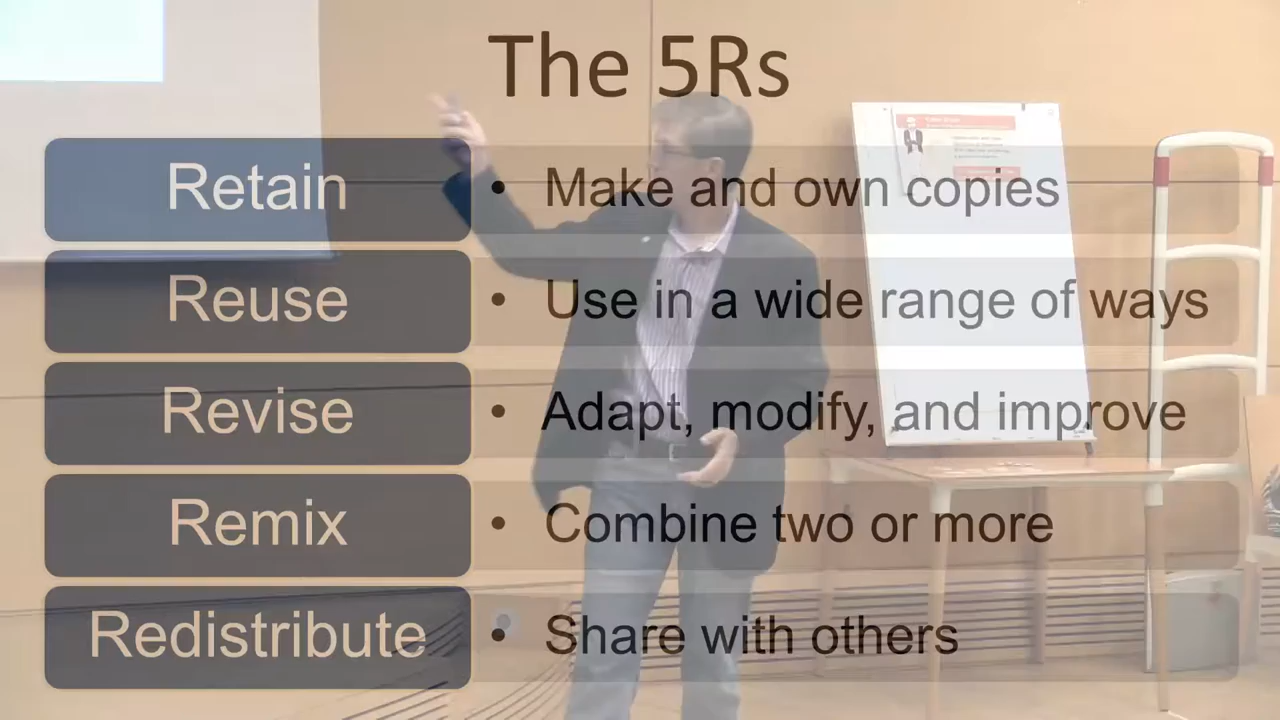 The 5Rs
Retain
• Make and own copies
Reuse
• Use in a wide range of ways
Revise
• Adapt, modify, and improve
Remix
• Combine two or more
Redistribute
• Share with others